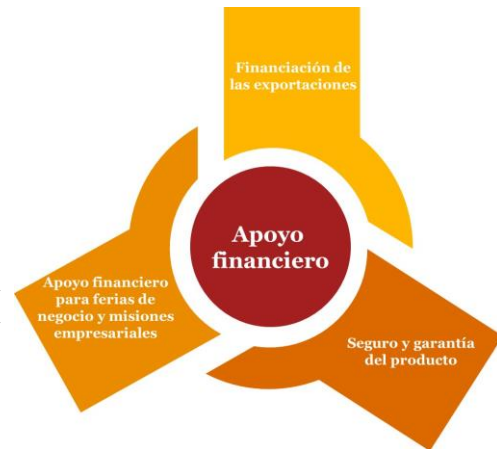 Financiación de
las exportaciones
Apoyo
financiero
Apoyo financiero
para ferias de
negocio y misiones
empresariales
Seguro y garantía
del producto